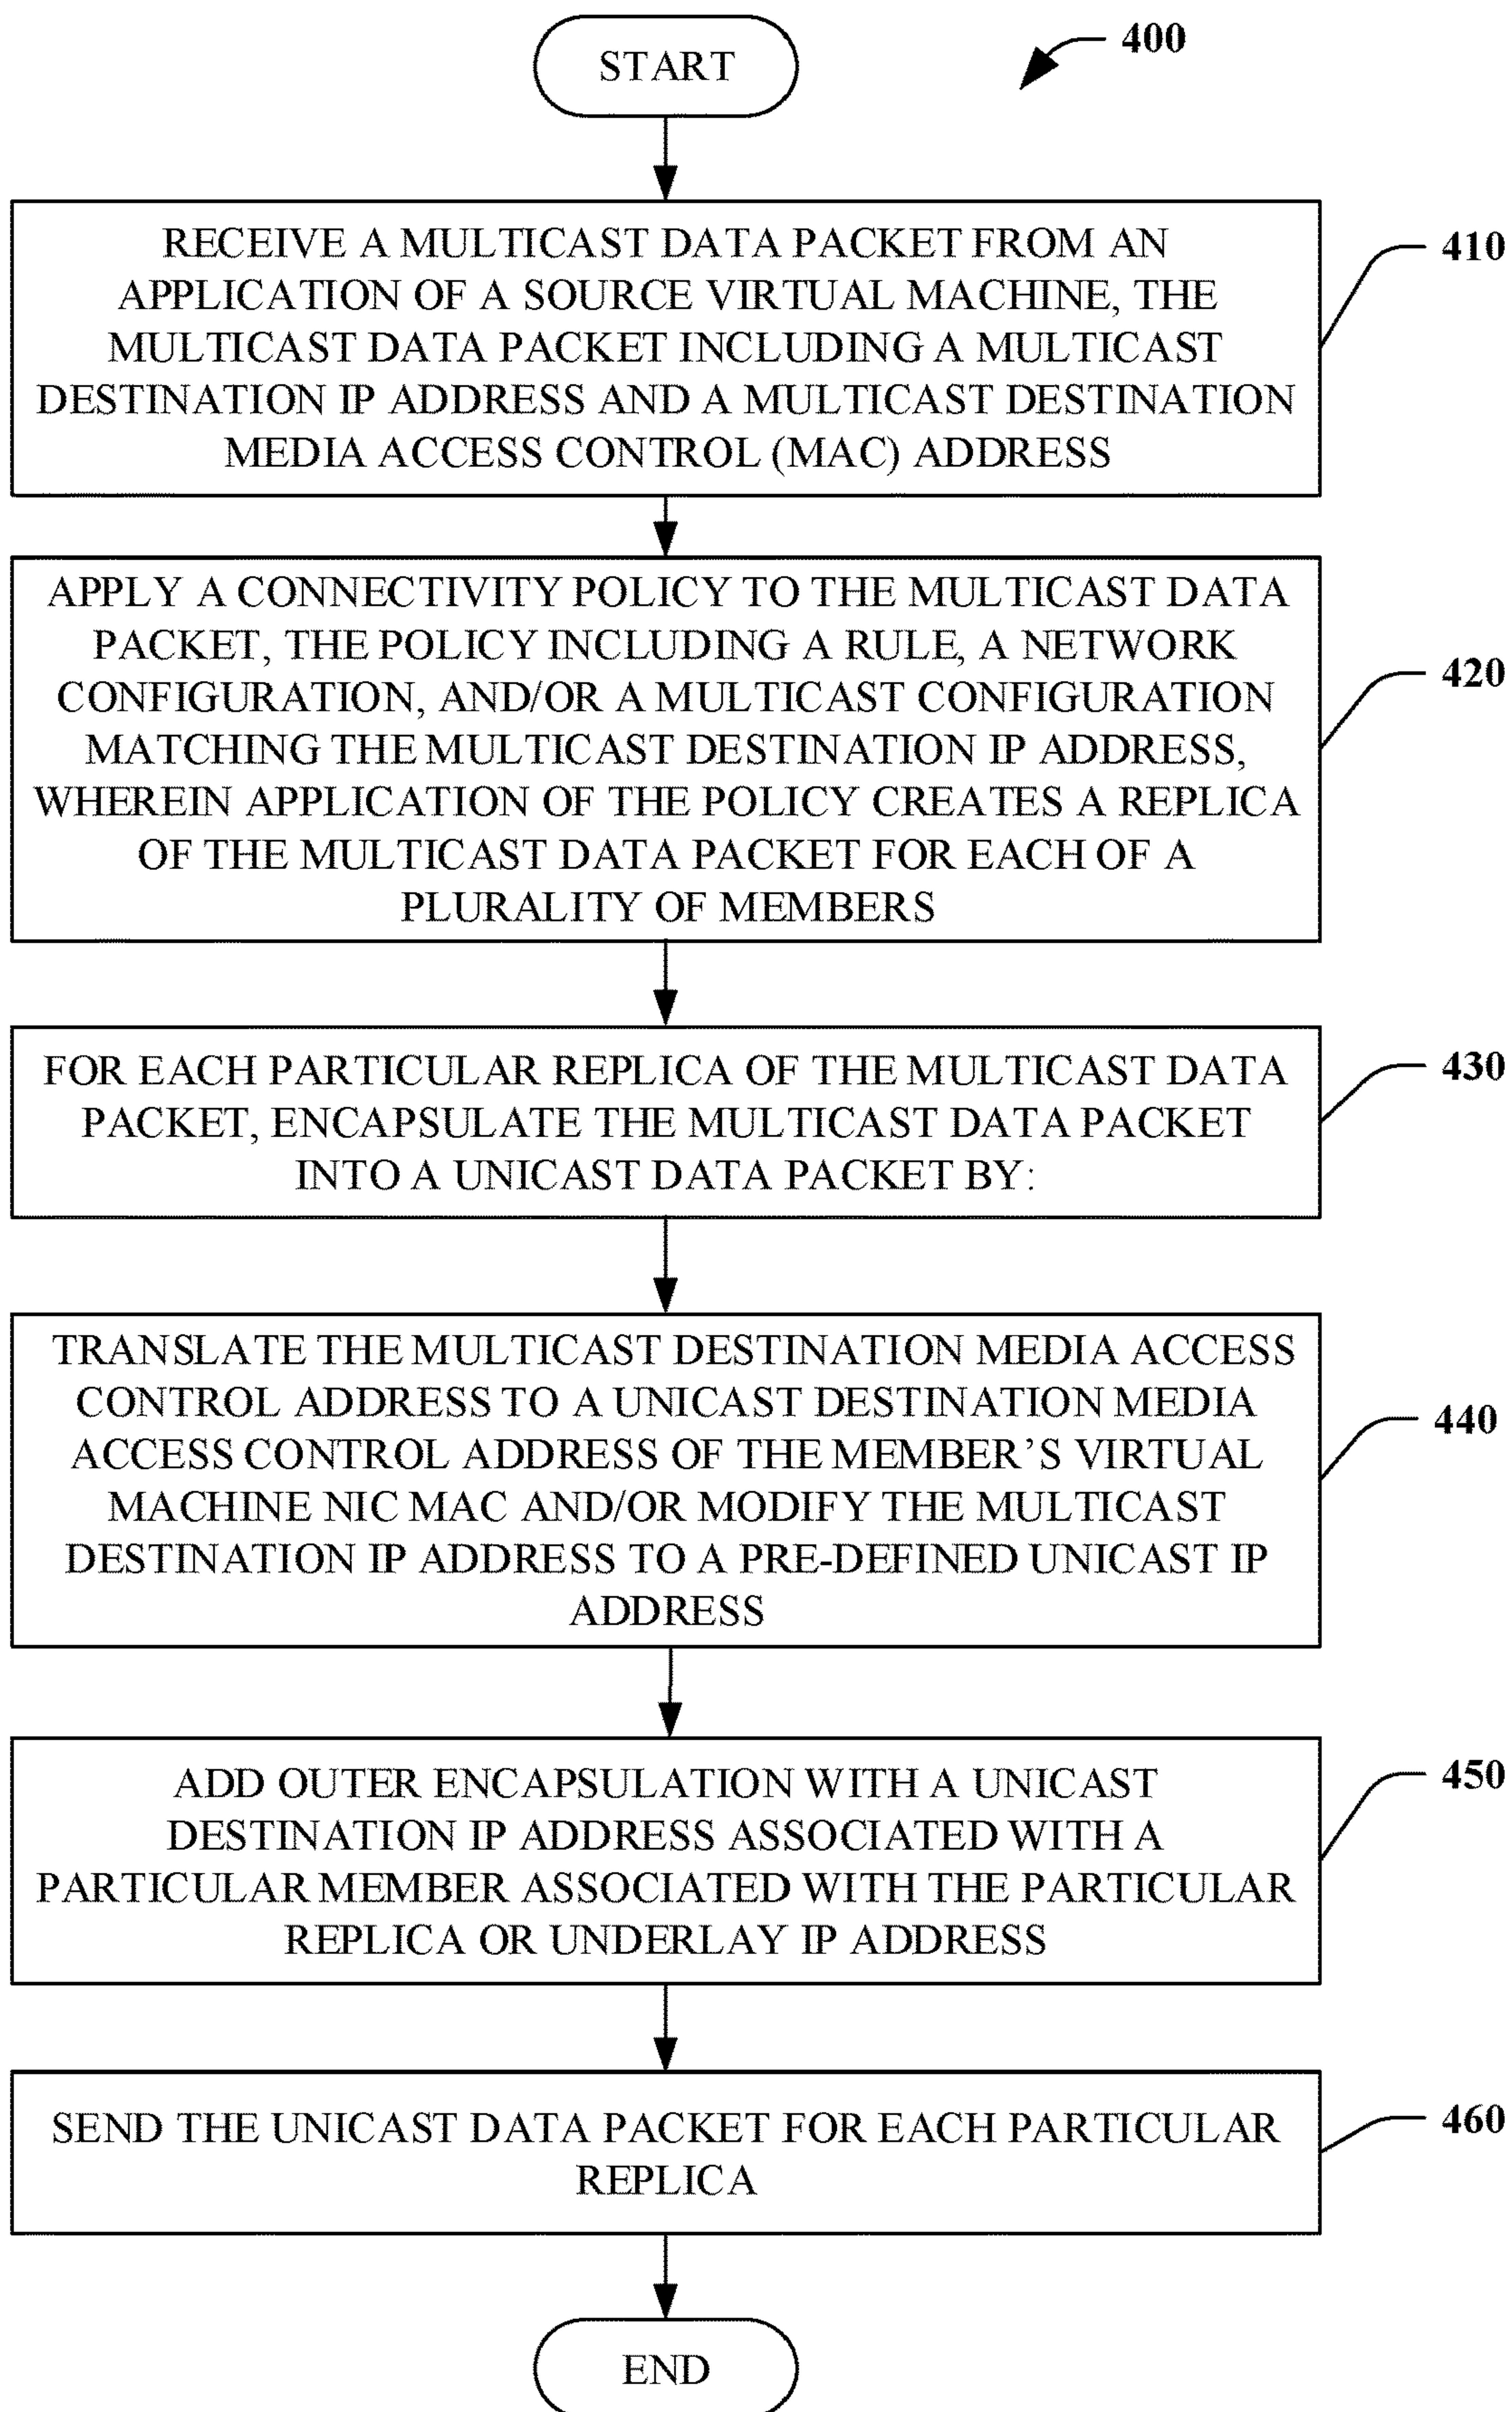 START
400
RECEIVE A MULTICAST DATA PACKET FROM AN
APPLICATION OF A SOURCE VIRTUAL MACHINE, THE
MULTICAST DATA PACKET INCLUDING A MULTICAST
DESTINATION IP ADDRESS AND A MULTICAST DESTINATION
MEDIA ACCESS CONTROL (MAC) ADDRESS
410
APPLY A CONNECTIVITY POLICY TO THE MULTICAST DATA
PACKET, THE POLICY INCLUDING A RULE, A NETWORK
CONFIGURATION, AND/OR A MULTICAST CONFIGURATION
MATCHING THE MULTICAST DESTINATION IP ADDRESS,
WHEREIN APPLICATION OF THE POLICY CREATES A REPLICA
OF THE MULTICAST DATA PACKET FOR EACH OF A
PLURALITY OF MEMBERS
420
FOR EACH PARTICULAR REPLICA OF THE MULTICAST DATA
PACKET, ENCAPSULATE THE MULTICAST DATA PACKET
INTO A UNICAST DATA PACKET BY:
430
TRANSLATE THE MULTICAST DESTINATION MEDIA ACCESS
CONTROL ADDRESS TO A UNICAST DESTINATION MEDIA
ACCESS CONTROL ADDRESS OF THE MEMBER’S VIRTUAL
MACHINE NIC MAC AND/OR MODIFY THE MULTICAST
DESTINATION IP ADDRESS TO A PRE-DEFINED UNICAST IP
ADDRESS
440
ADD OUTER ENCAPSULATION WITH A UNICAST
DESTINATION IP ADDRESS ASSOCIATED WITH A
PARTICULAR MEMBER ASSOCIATED WITH THE PARTICULAR
REPLICA OR UNDERLAY IP ADDRESS
450
SEND THE UNICAST DATA PACKET FOR EACH PARTICULAR
REPLICA
460
END